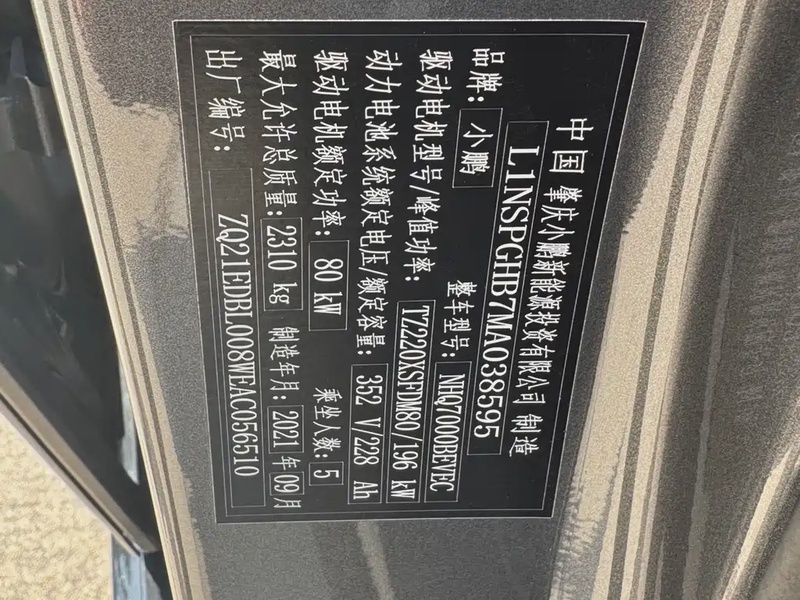 中国 肇庆小鹏新能源投资有限公司 制造
L1NSPGHB7MA038595
品牌: 小鹏 整车型号: NHQ7000BEVEC
驱动电机型号/峰值功率: TZ220XSFDM80/196 kW
动力电池系统额定电压/额定容量: 352 V/228 Ah
驱动电机额定功率: 80 kW 乘坐人数: 5
最大允许总质量: 2310 kg 制造年月: 2021 年 09 月
出厂编号: ZQ21EDBL008WEAC056510